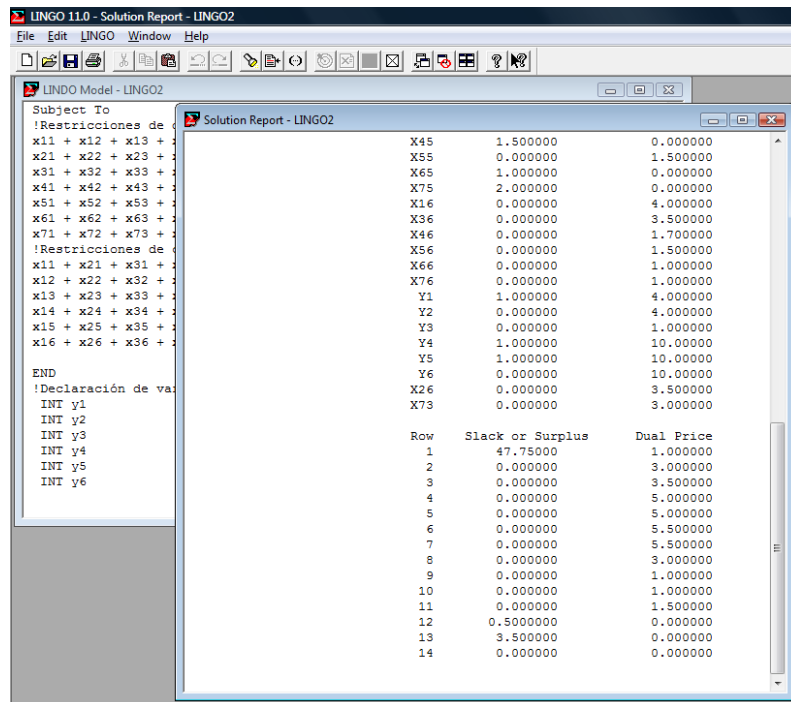 LINGO 11.0 - Solution Report - LINGO2
File Edit LINGO Window Help
LINDO Model - LINGO2
Subject To
!Restricciones de
x11 + x12 + x13 +
x21 + x22 + x23 +
x31 + x32 + x33 +
x41 + x42 + x43 +
x51 + x52 + x53 +
x61 + x62 + x63 +
x71 + x72 + x73 +
!Restricciones de
x11 + x21 + x31 +
x12 + x22 + x32 +
x13 + x23 + x33 +
x14 + x24 + x34 +
x15 + x25 + x35 +
x16 + x26 + x36 +
END
!Declaración de va
INT y1
INT y2
INT y3
INT y4
INT y5
INT y6
Solution Report - LINGO2
X45 1.500000 0.000000
X55 0.000000 1.500000
X65 1.000000 0.000000
X75 2.000000 0.000000
X16 0.000000 4.000000
X36 0.000000 3.500000
X46 0.000000 1.700000
X56 0.000000 1.500000
X66 0.000000 1.000000
X76 0.000000 1.000000
Y1 1.000000 4.000000
Y2 0.000000 4.000000
Y3 0.000000 1.000000
Y4 1.000000 10.00000
Y5 1.000000 10.00000
Y6 0.000000 10.00000
X26 0.000000 3.500000
X73 0.000000 3.000000
Row Slack or Surplus Dual Price
1 47.75000 1.000000
2 0.000000 3.000000
3 0.000000 3.500000
4 0.000000 5.000000
5 0.000000 5.000000
6 0.000000 5.500000
7 0.000000 5.500000
8 0.000000 3.000000
9 0.000000 1.000000
10 0.000000 1.000000
11 0.000000 1.500000
12 0.5000000 0.000000
13 3.500000 0.000000
14 0.000000 0.000000